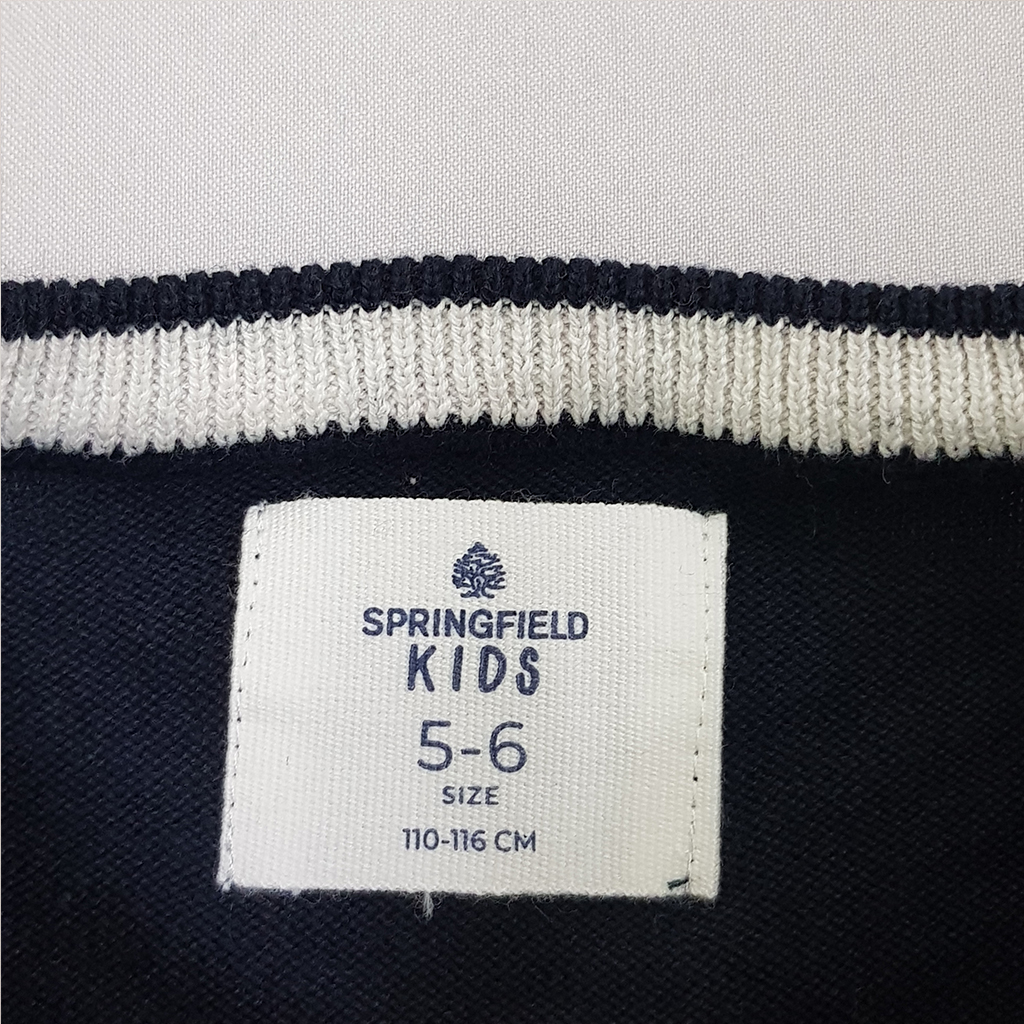 SPRINGFIELD
KIDS
5-6
SIZE
110-116 CM